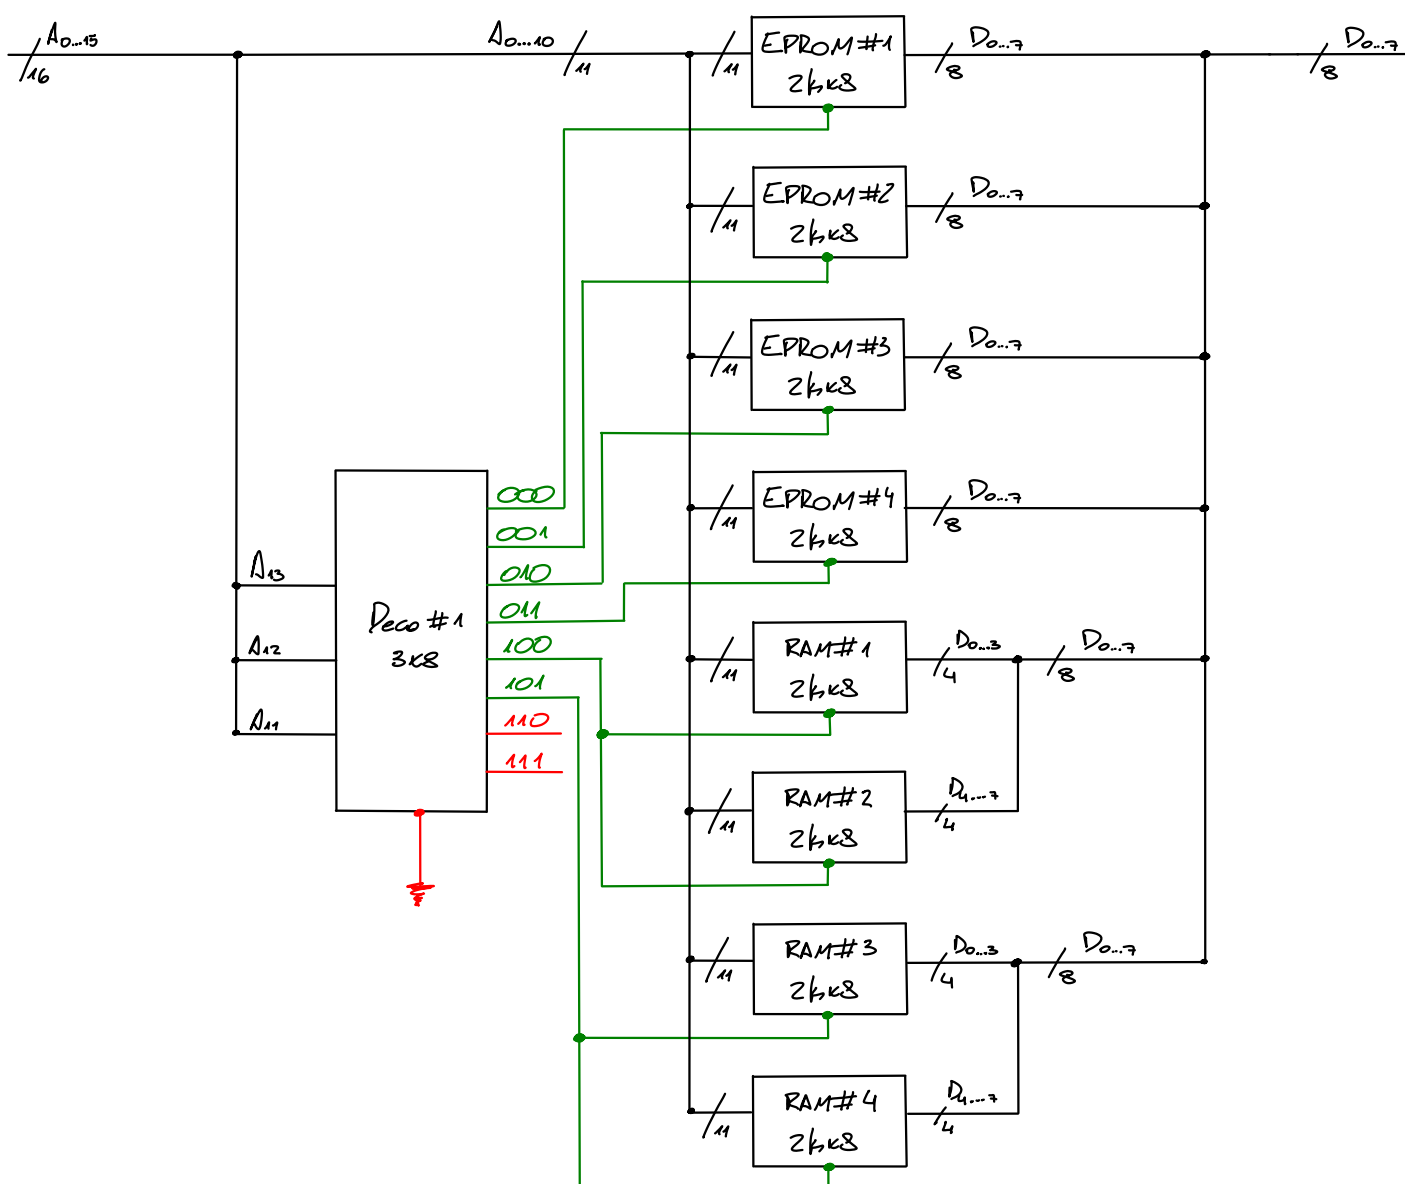 A0...15
16
A0...10
11
11
EPROM #1
2kx8
D0...7
8
D0...7
8
11
EPROM #2
2kx8
D0...7
8
11
EPROM #3
2kx8
D0...7
8
11
EPROM #4
2kx8
D0...7
8
A13
A12
A11
Deco #1
3x8
000
001
010
011
100
101
110
111
11
RAM #1
2kx8
D0...3
4
D0...7
8
11
RAM #2
2kx8
D4...7
4
11
RAM #3
2kx8
D0...3
4
D0...7
8
11
RAM #4
2kx8
D4...7
4